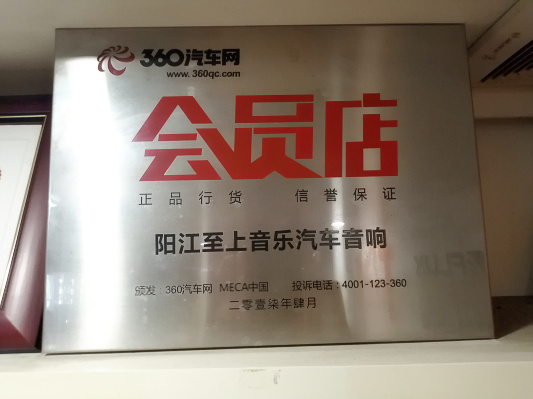 360汽车网
www.360qc.com
会员店
正品行货 信誉保证
阳江至上音乐汽车音响
颁发：360汽车网 MECA中国 投诉电话：4001-123-360
二零壹柒年肆月